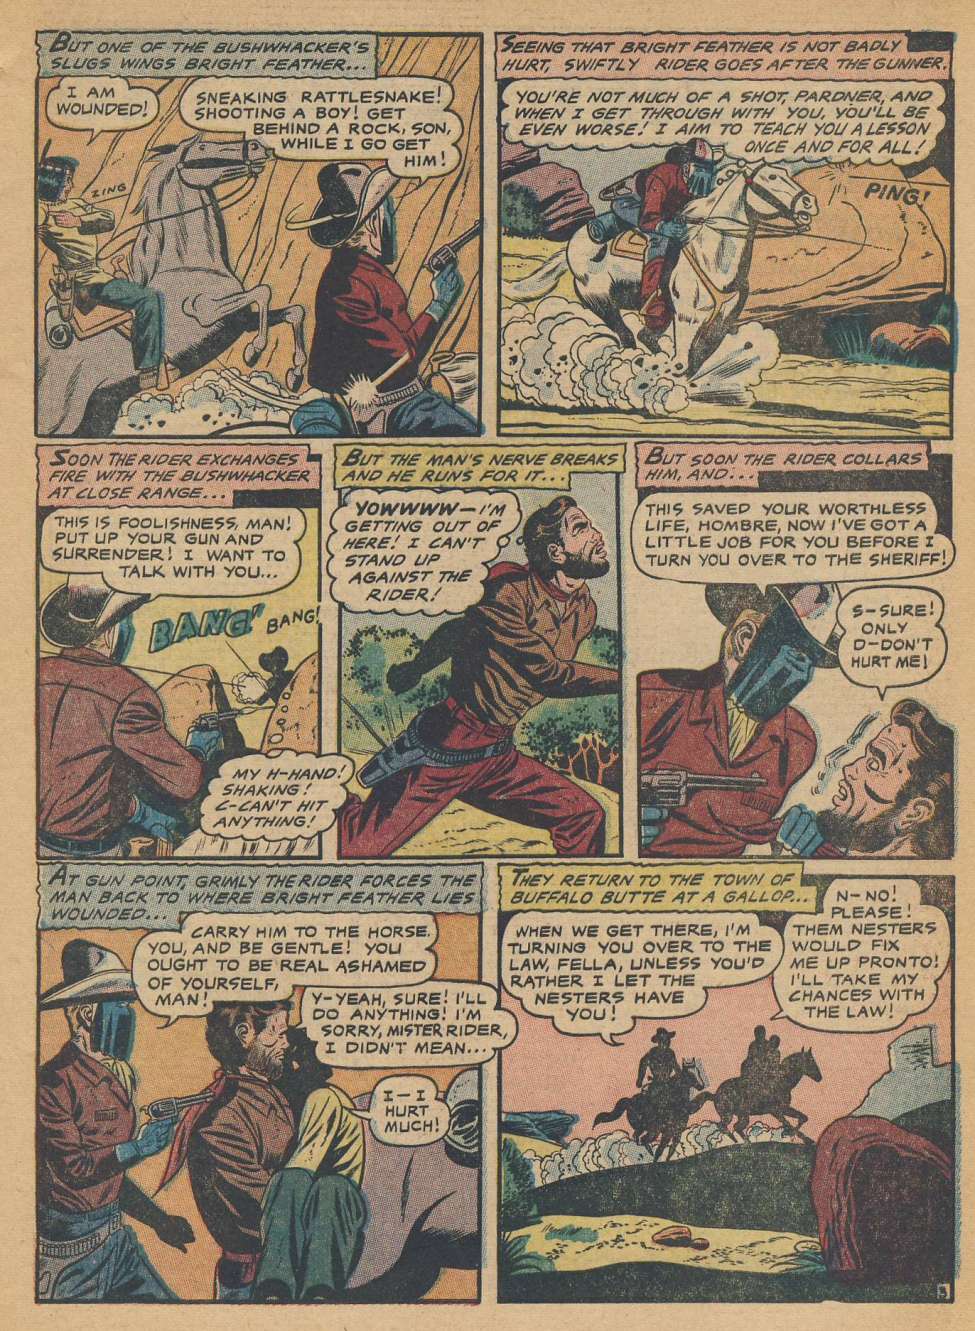 BUT ONE OF THE BUSHWHACKER'S
SLUGS WINGS BRIGHT FEATHER...
I AM
WOUNDED!
SNEAKING RATTLESNAKE!
SHOOTING A BOY! GET
BEHIND A ROCK, SON,
WHILE I GO GET
HIM!
ZING
SEEING THAT BRIGHT FEATHER IS NOT BADLY
HURT, SWIFTLY RIDER GOES AFTER THE GUNNER.
YOU'RE NOT MUCH OF A SHOT, PARDNER, AND
WHEN I GET THROUGH WITH YOU, YOU'LL BE
EVEN WORSE! I AIM TO TEACH YOU A LESSON
ONCE AND FOR ALL!
PING!
SOON THE RIDER EXCHANGES
FIRE WITH THE BUSHWHACKER
AT CLOSE RANGE...
THIS IS FOOLISHNESS, MAN!
PUT UP YOUR GUN AND
SURRENDER! I WANT TO
TALK WITH YOU...
BANG!
BANG!
MY H-HAND!
SHAKING!
C-CAN'T HIT
ANYTHING!
BUT THE MAN'S NERVE BREAKS
AND HE RUNS FOR IT...
YOWWWW-I'M
GETTING OUT OF
HERE! I CAN'T
STAND UP
AGAINST THE
RIDER!
BUT SOON THE RIDER COLLARS
HIM, AND...
THIS SAVED YOUR WORTHLESS
LIFE, HOMBRE, NOW I'VE GOT A
LITTLE JOB FOR YOU BEFORE I
TURN YOU OVER TO THE SHERIFF!
S-SURE!
ONLY
D-DON'T
HURT ME!
AT GUN POINT, GRIMLY THE RIDER FORCES THE
MAN BACK TO WHERE BRIGHT FEATHER LIES
WOUNDED...
CARRY HIM TO THE HORSE.
YOU, AND BE GENTLE! YOU
OUGHT TO BE REAL ASHAMED
OF YOURSELF,
MAN!
Y-YEAH, SURE! I'LL
DO ANYTHING! I'M
SORRY, MISTER RIDER,
I DIDN'T MEAN...
I-I
HURT
MUCH!
THEY RETURN TO THE TOWN OF
BUFFALO BUTTE AT A GALLOP...
WHEN WE GET THERE, I'M
TURNING YOU OVER TO THE
LAW, FELLA, UNLESS YOU'D
RATHER I LET THE
NESTERS HAVE
YOU!
N-NO!
PLEASE!
THEM NESTERS
WOULD FIX
ME UP PRONTO!
I'LL TAKE MY
CHANCES WITH
THE LAW!